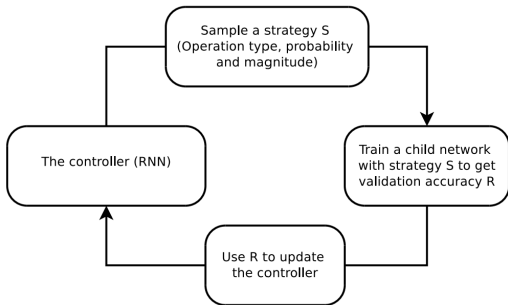 Sample a strategy S
(Operation type, probability
and magnitude)
The controller (RNN)
Train a child network
with strategy S to get
validation accuracy R
Use R to update
the controller